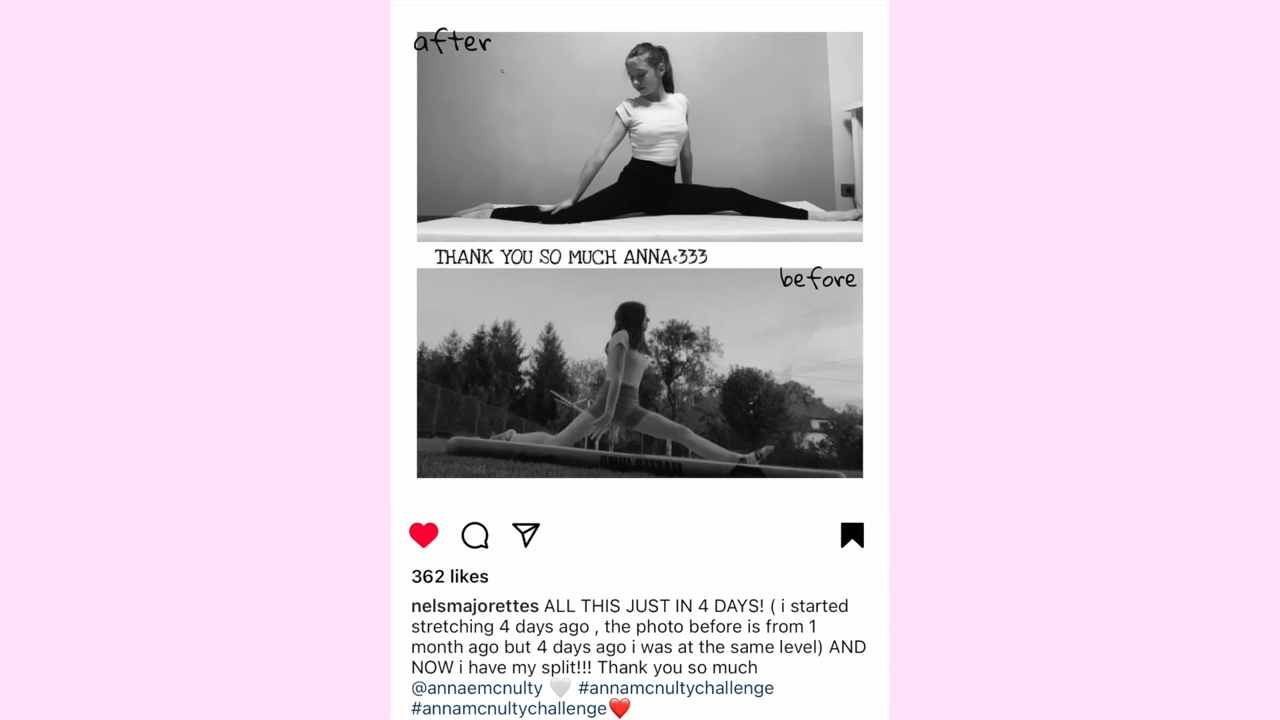 after
THANK YOU SO MUCH ANNA<333
before
362 likes
nelsmajorettes ALL THIS JUST IN 4 DAYS! ( i started
stretching 4 days ago , the photo before is from 1
month ago but 4 days ago i was at the same level) AND
NOW i have my split!!! Thank you so much
@annaemcnulty 🤍 #annamcnultychallenge
#annamcnultychallenge❤️